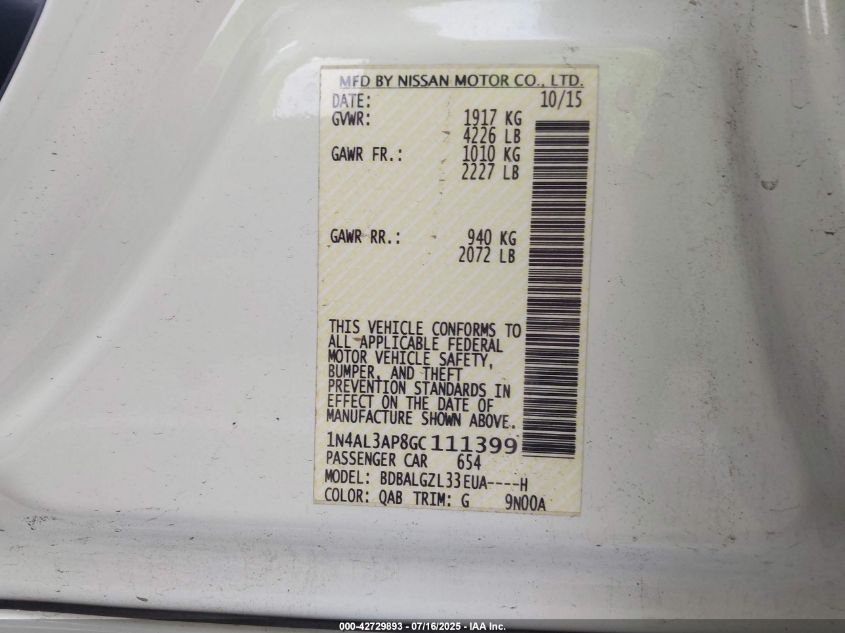 MFD BY NISSAN MOTOR CO., LTD.
DATE: 10/15
GVWR: 1917 KG
4226 LB
GAWR FR.: 1010 KG
2227 LB
GAWR RR.: 940 KG
2072 LB
THIS VEHICLE CONFORMS TO
ALL APPLICABLE FEDERAL
MOTOR VEHICLE SAFETY,
BUMPER, AND THEFT
PREVENTION STANDARDS IN
EFFECT ON THE DATE OF
MANUFACTURE SHOWN ABOVE.
1N4AL3AP8GC111399
PASSENGER CAR 654
MODEL: BDBALGZL33EUA----H
COLOR: QAB TRIM: G 9N00A
000-42729893 - 07/16/2025 - IAA Inc.